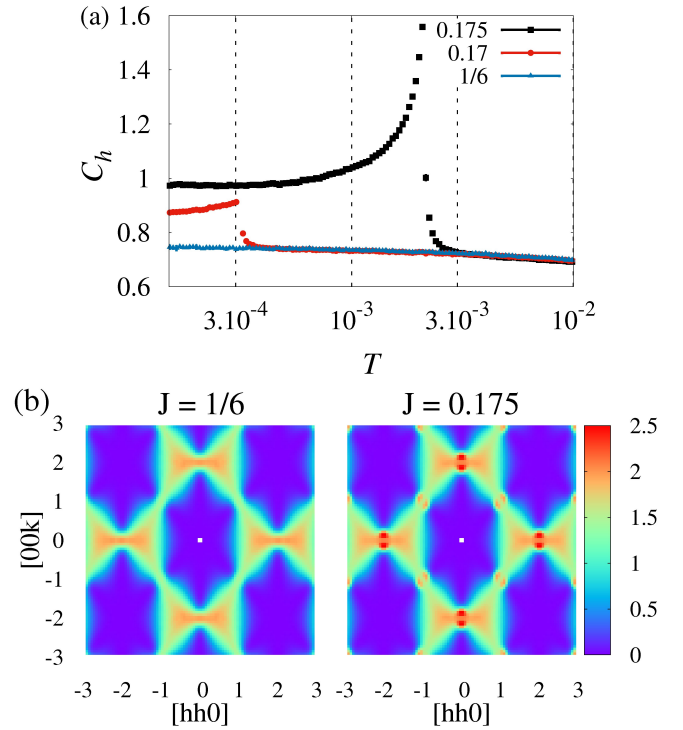 (a)
1.6
1.4
1.2
1
0.8
0.6
C_h
0.175
0.17
1/6
3.10⁻⁴
10⁻³
3.10⁻³
10⁻²
T
(b)
J = 1/6
J = 0.175
3
2
1
0
-1
-2
-3
[00k]
-3 -2 -1 0 1 2 3
[hh0]
-3 -2 -1 0 1 2 3
[hh0]
2.5
2
1.5
1
0.5
0